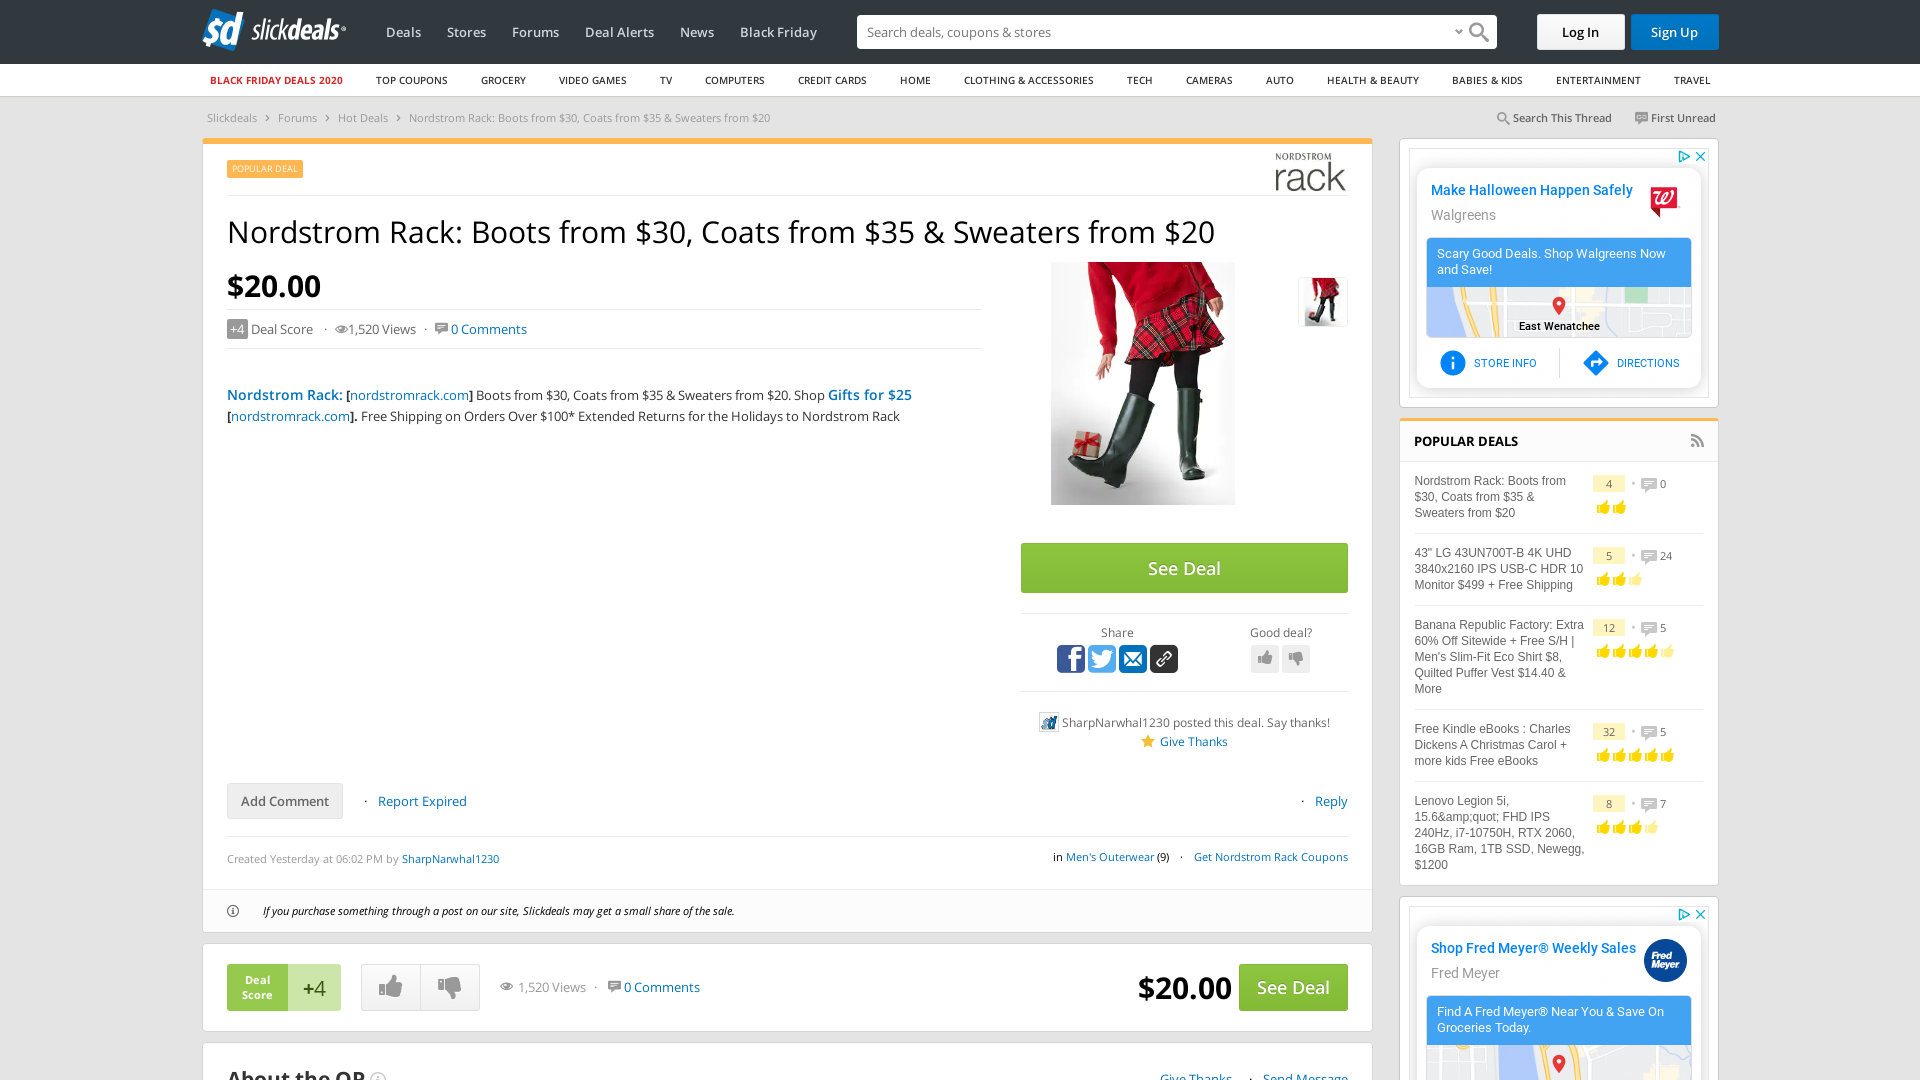 sd slickdeals
Deals Stores Forums Deal Alerts News Black Friday
Search deals, coupons & stores
Log In Sign Up
BLACK FRIDAY DEALS 2020 TOP COUPONS GROCERY VIDEO GAMES TV COMPUTERS CREDIT CARDS HOME CLOTHING & ACCESSORIES TECH CAMERAS AUTO HEALTH & BEAUTY BABIES & KIDS ENTERTAINMENT TRAVEL
Slickdeals › Forums › Hot Deals › Nordstrom Rack: Boots from $30, Coats from $35 & Sweaters from $20
Search This Thread First Unread
POPULAR DEAL
NORDSTROM
rack
Nordstrom Rack: Boots from $30, Coats from $35 & Sweaters from $20
$20.00
+4 Deal Score · 1,520 Views · 0 Comments
Nordstrom Rack: [nordstromrack.com] Boots from $30, Coats from $35 & Sweaters from $20. Shop Gifts for $25
[nordstromrack.com]. Free Shipping on Orders Over $100* Extended Returns for the Holidays to Nordstrom Rack
See Deal
Share
Good deal?
SharpNarwhal1230 posted this deal. Say thanks!
Give Thanks
Add Comment · Report Expired
· Reply
Created Yesterday at 06:02 PM by SharpNarwhal1230
in Men's Outerwear (9) · Get Nordstrom Rack Coupons
If you purchase something through a post on our site, Slickdeals may get a small share of the sale.
Deal
Score
+4
1,520 Views · 0 Comments
$20.00 See Deal
About the OP
Give Thanks · Send Message
Make Halloween Happen Safely
Walgreens
Scary Good Deals. Shop Walgreens Now
and Save!
East Wenatchee
STORE INFO DIRECTIONS
POPULAR DEALS
Nordstrom Rack: Boots from
$30, Coats from $35 &
Sweaters from $20
4 • 0
43" LG 43UN700T-B 4K UHD
3840x2160 IPS USB-C HDR 10
Monitor $499 + Free Shipping
5 • 24
Banana Republic Factory: Extra
60% Off Sitewide + Free S/H |
Men's Slim-Fit Eco Shirt $8,
Quilted Puffer Vest $14.40 &
More
12 • 5
Free Kindle eBooks : Charles
Dickens A Christmas Carol +
more kids Free eBooks
32 • 5
Lenovo Legion 5i,
15.6&amp;quot; FHD IPS
240Hz, i7-10750H, RTX 2060,
16GB Ram, 1TB SSD, Newegg,
$1200
8 • 7
Shop Fred Meyer® Weekly Sales
Fred Meyer
Fred
Meyer
Find A Fred Meyer® Near You & Save On
Groceries Today.